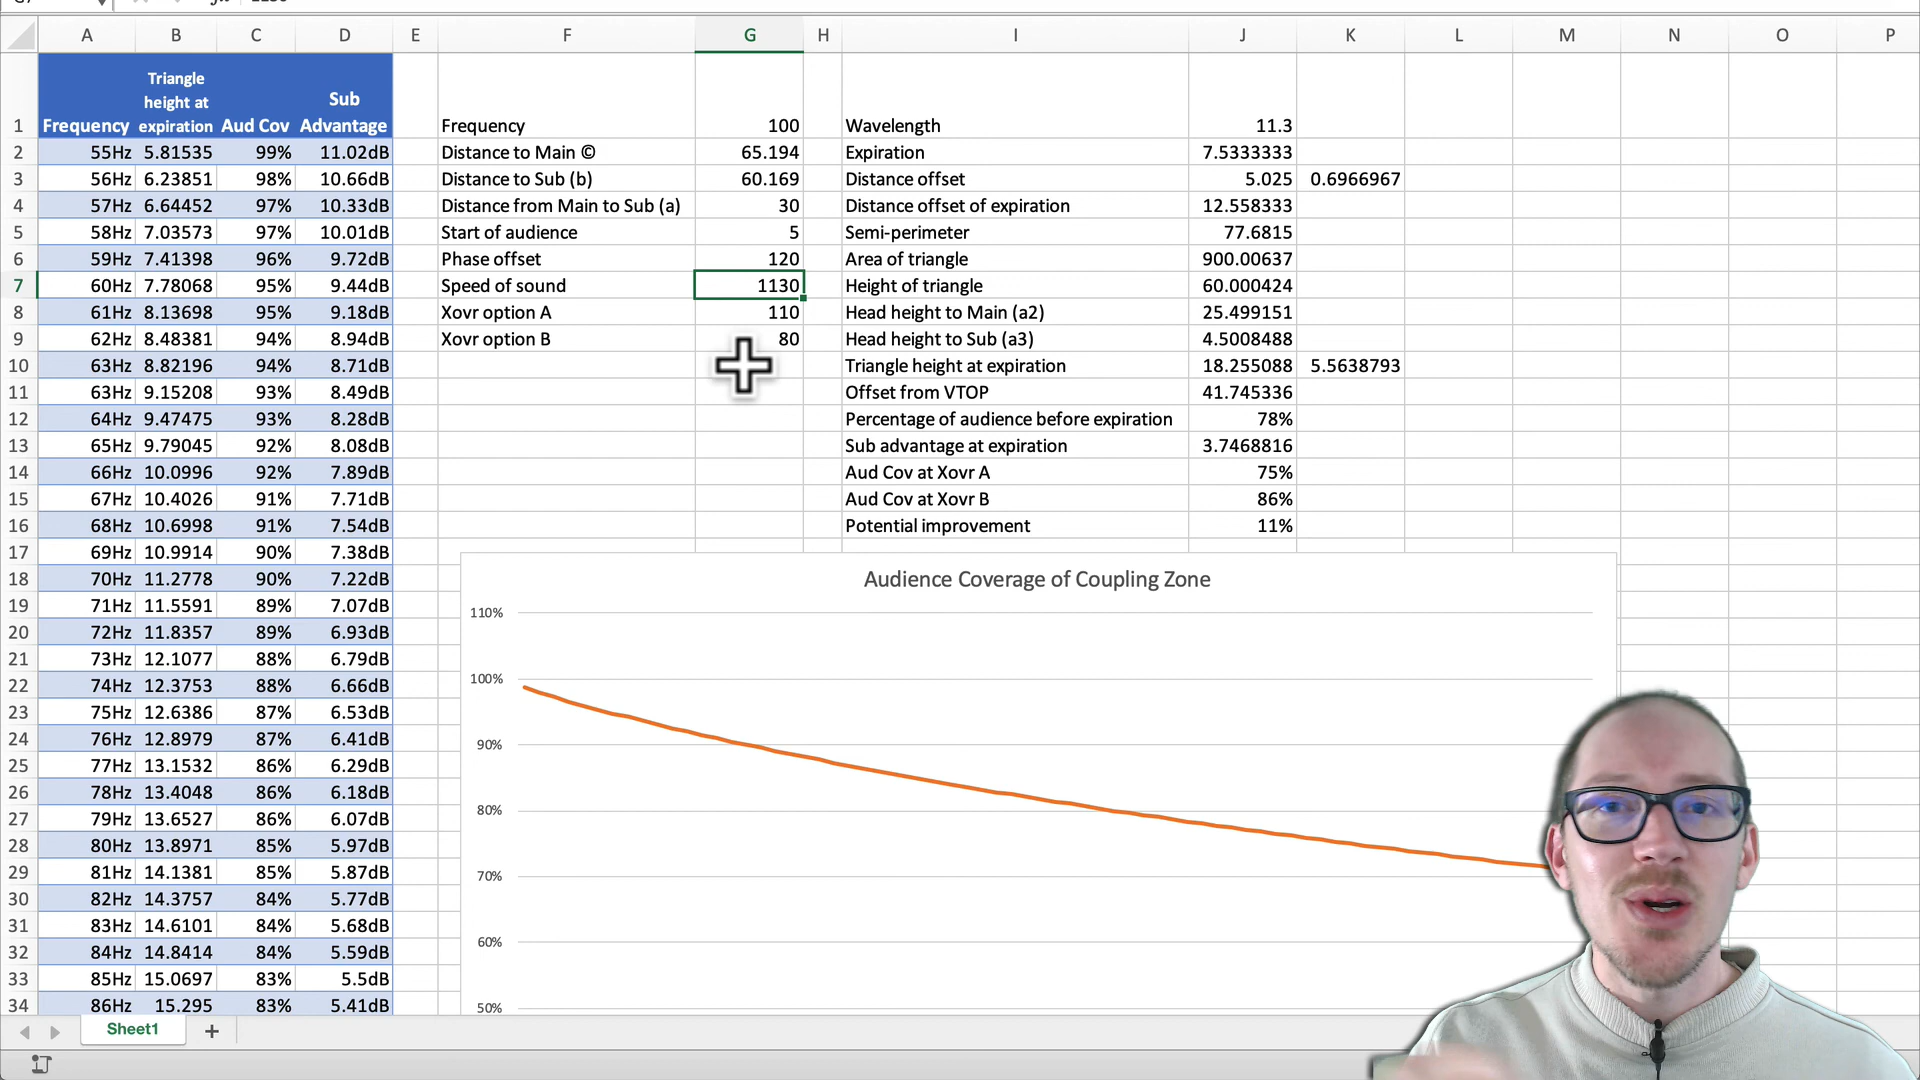 A B C D E F G H I J K L M N O P
Triangle
height at Sub
Frequency expiration Aud Cov Advantage
1 Frequency 100 Wavelength 11.3
2 55Hz 5.81535 99% 11.02dB Distance to Main © 65.194 Expiration 7.5333333
3 56Hz 6.23851 98% 10.66dB Distance to Sub (b) 60.169 Distance offset 5.025 0.6966967
4 57Hz 6.64452 97% 10.33dB Distance from Main to Sub (a) 30 Distance offset of expiration 12.558333
5 58Hz 7.03573 97% 10.01dB Start of audience 5 Semi-perimeter 77.6815
6 59Hz 7.41398 96% 9.72dB Phase offset 120 Area of triangle 900.00637
7 60Hz 7.78068 95% 9.44dB Speed of sound 1130 Height of triangle 60.000424
8 61Hz 8.13698 95% 9.18dB Xovr option A 110 Head height to Main (a2) 25.499151
9 62Hz 8.48381 94% 8.94dB Xovr option B 80 Head height to Sub (a3) 4.5008488
10 63Hz 8.82196 94% 8.71dB Triangle height at expiration 18.255088 5.5638793
11 63Hz 9.15208 93% 8.49dB Offset from VTOP 41.745336
12 64Hz 9.47475 93% 8.28dB Percentage of audience before expiration 78%
13 65Hz 9.79045 92% 8.08dB Sub advantage at expiration 3.7468816
14 66Hz 10.0996 92% 7.89dB Aud Cov at Xovr A 75%
15 67Hz 10.4026 91% 7.71dB Aud Cov at Xovr B 86%
16 68Hz 10.6998 91% 7.54dB Potential improvement 11%
17 69Hz 10.9914 90% 7.38dB
18 70Hz 11.2778 90% 7.22dB Audience Coverage of Coupling Zone
19 71Hz 11.5591 89% 7.07dB 110%
20 72Hz 11.8357 89% 6.93dB
21 73Hz 12.1077 88% 6.79dB
22 74Hz 12.3753 88% 6.66dB 100%
23 75Hz 12.6386 87% 6.53dB
24 76Hz 12.8979 87% 6.41dB 90%
25 77Hz 13.1532 86% 6.29dB
26 78Hz 13.4048 86% 6.18dB
27 79Hz 13.6527 86% 6.07dB 80%
28 80Hz 13.8971 85% 5.97dB
29 81Hz 14.1381 85% 5.87dB 70%
30 82Hz 14.3757 84% 5.77dB
31 83Hz 14.6101 84% 5.68dB
32 84Hz 14.8414 84% 5.59dB 60%
33 85Hz 15.0697 83% 5.5dB
34 86Hz 15.295 83% 5.41dB 50%
Sheet1